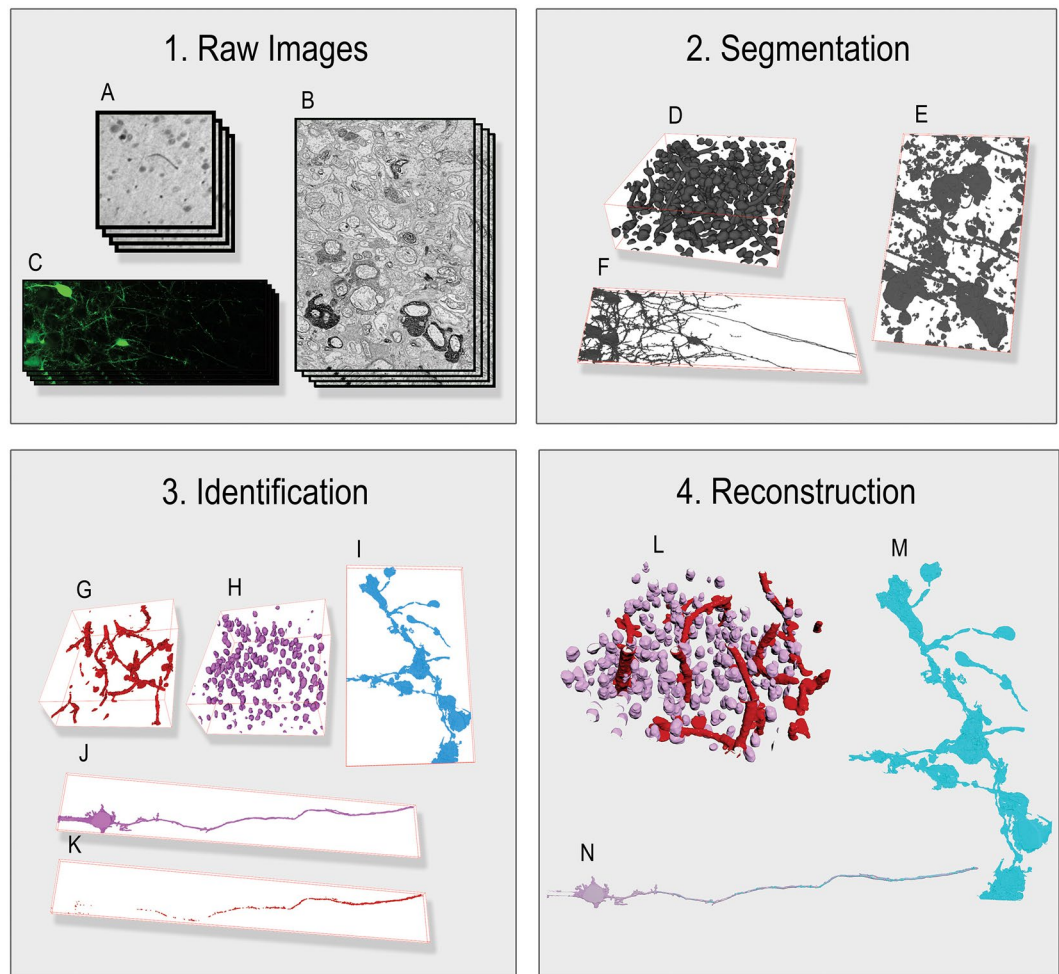 1. Raw Images
A
B
C
2. Segmentation
D
E
F
3. Identification
G
H
I
J
K
4. Reconstruction
L
M
N